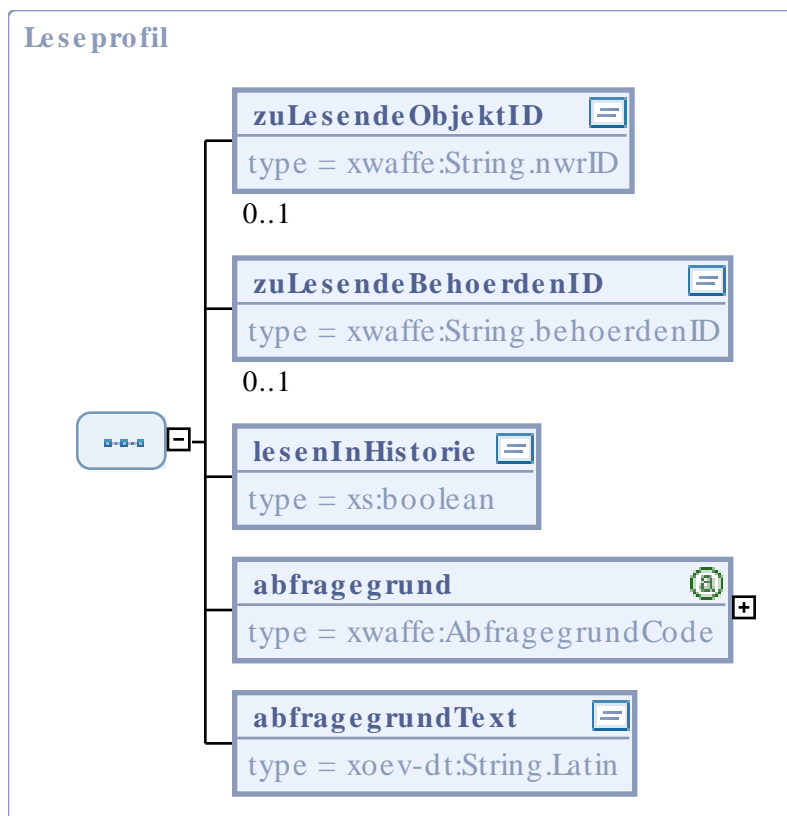 Leseprofil
zuLesendeObjektID
type = xwaffe:String.nwrID
0..1
zuLesendeBehoerdenID
type = xwaffe:String.behoerdenID
0..1
lesenInHistorie
type = xs:boolean
abfragegrund
type = xwaffe:AbfragegrundCode
abfragegrundText
type = xoev-dt:String.Latin